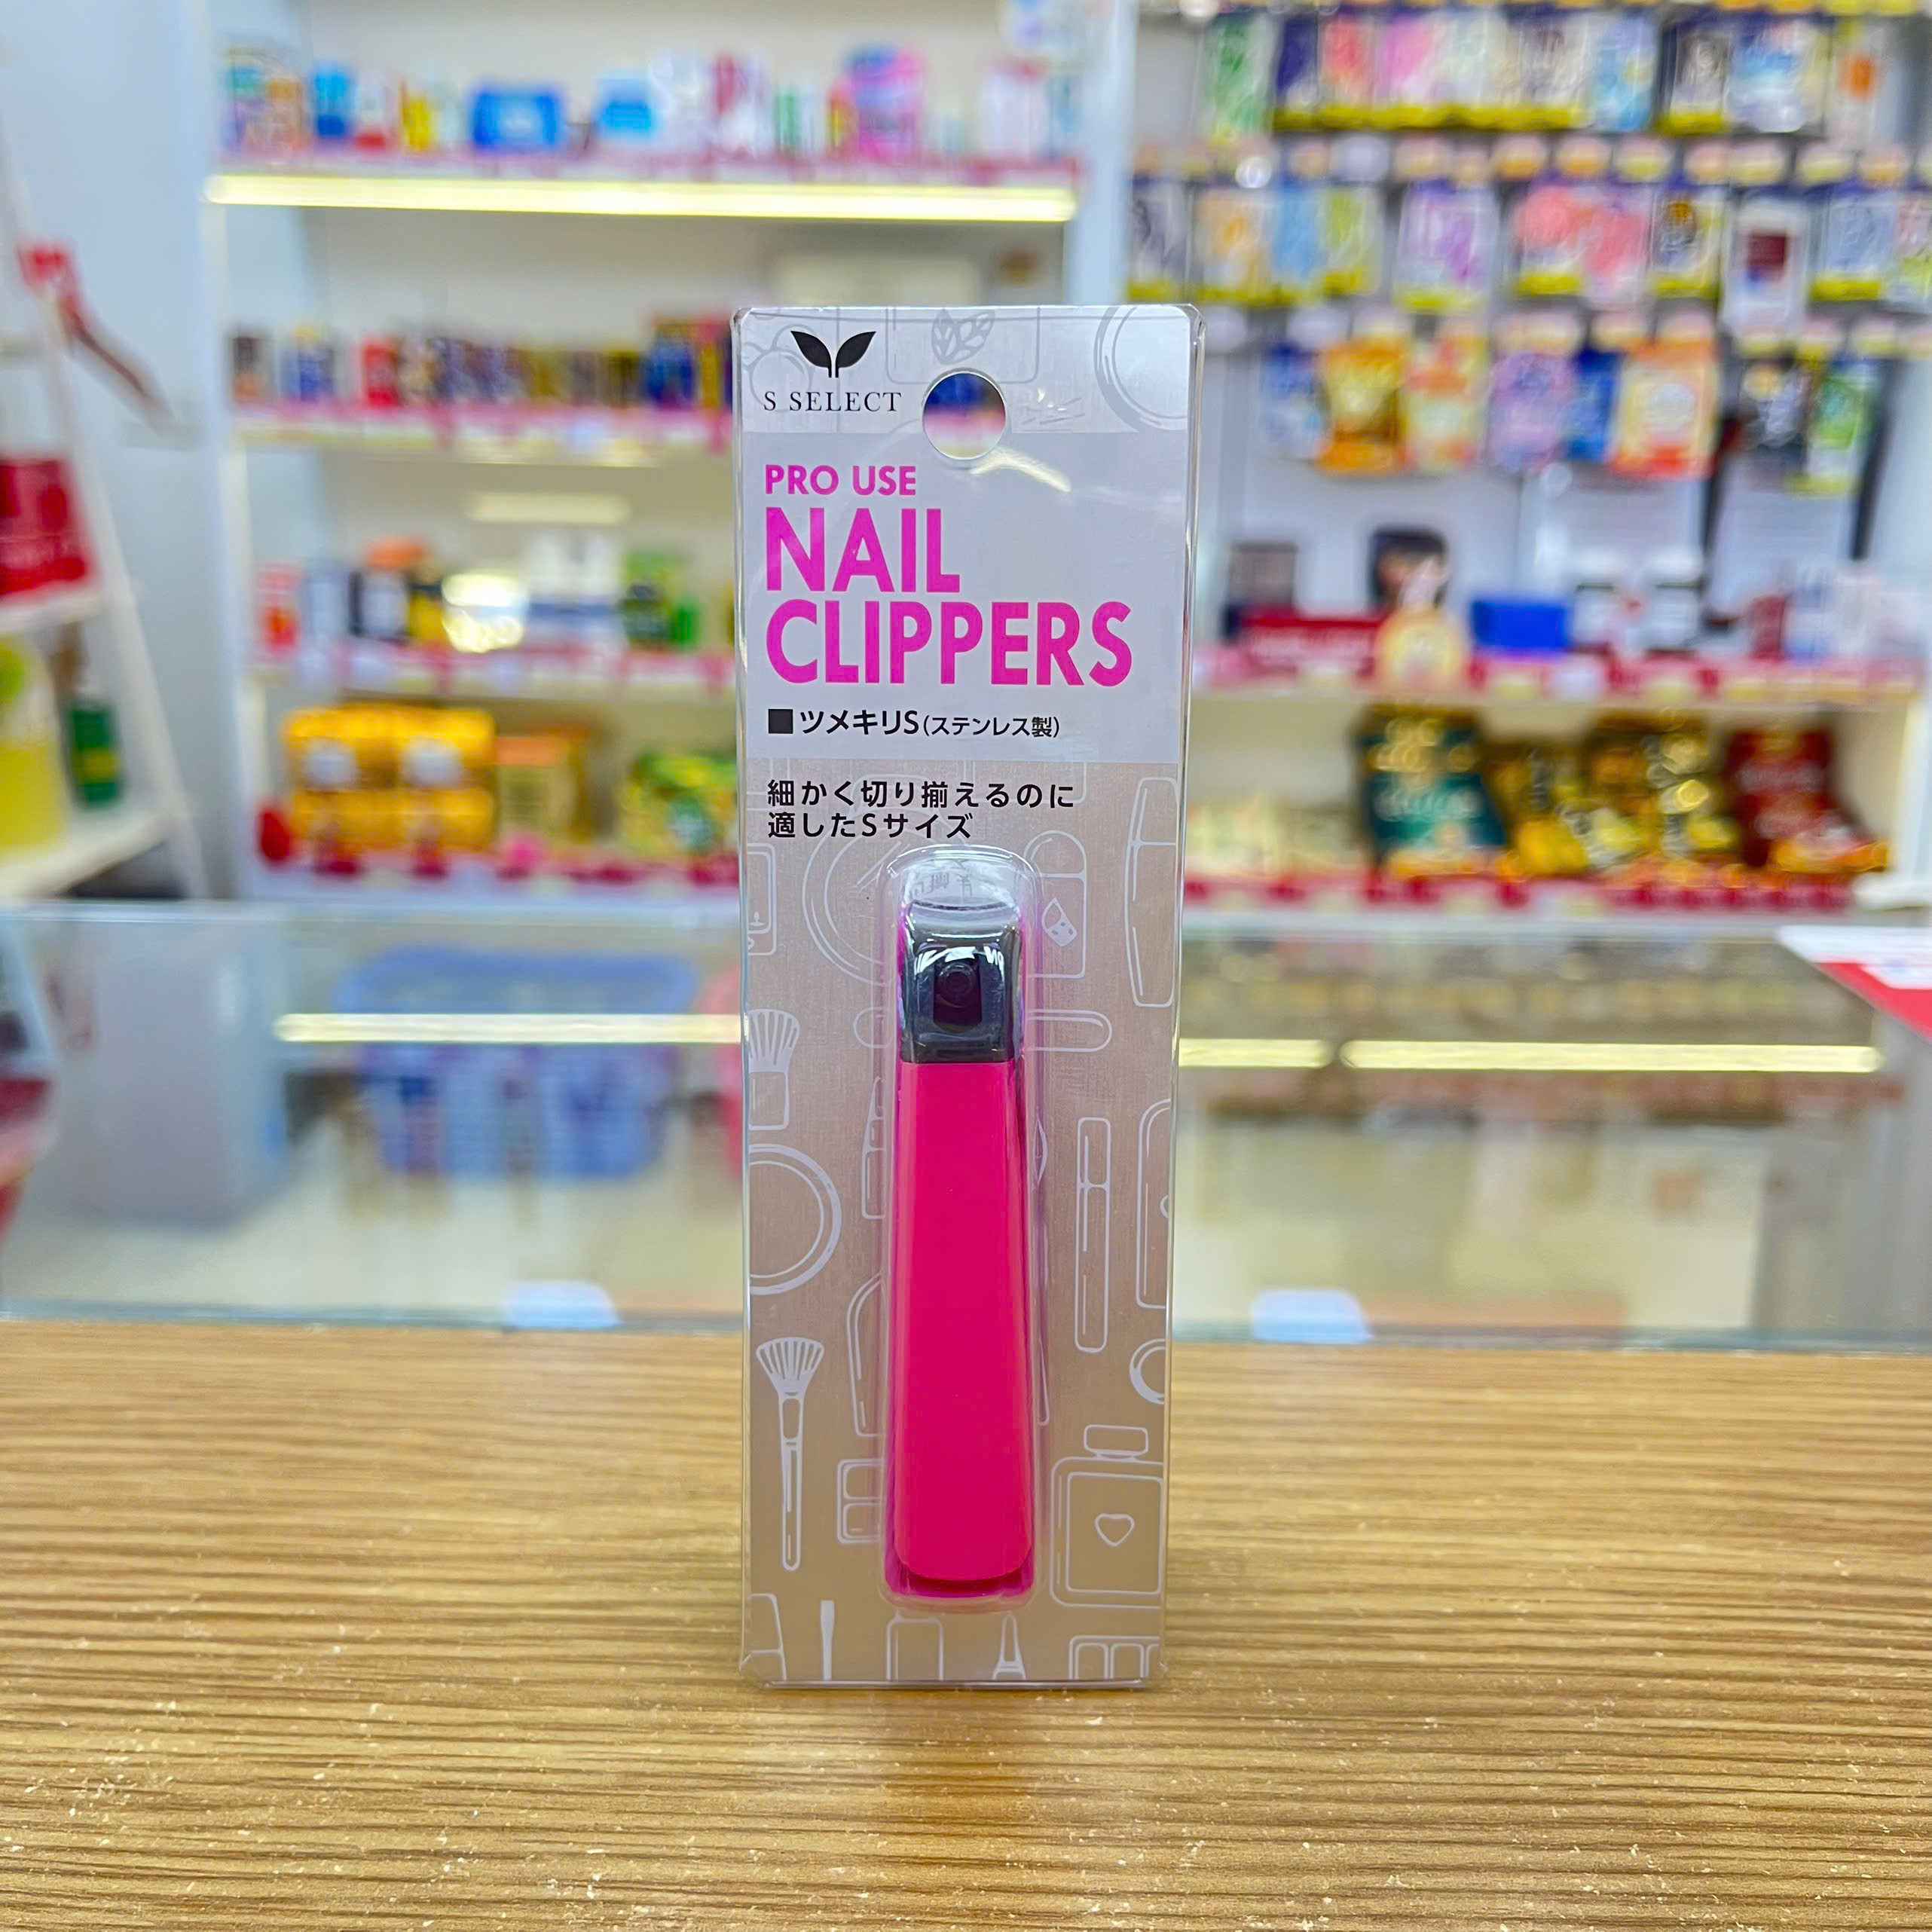 S SELECT
PRO USE
NAIL
CLIPPERS
■ツメキリS(ステンレス製)
細かく切り揃えるのに
適したSサイズ